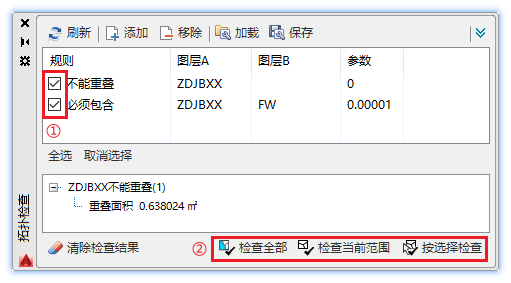 刷新 添加 移除 加载 保存
规则 图层A 图层B 参数
不能重叠 ZDJBXX 0
必须包含 ZDJBXX FW 0.00001
①
全选 取消选择
ZDJBXX不能重叠(1)
重叠面积 0.638024 ㎡
清除检查结果 ② 检查全部 检查当前范围 按选择检查
拓扑检查